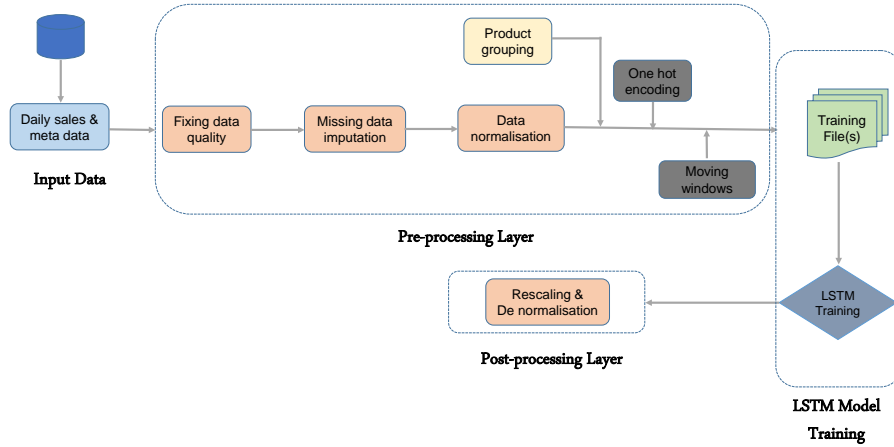 Product
grouping
One hot
encoding
Daily sales &
meta data
Fixing data
quality
Missing data
imputation
Data
normalisation
Training
File(s)
Moving
windows
Input Data
Pre-processing Layer
Rescaling &
De normalisation
LSTM
Training
Post-processing Layer
LSTM Model
Training